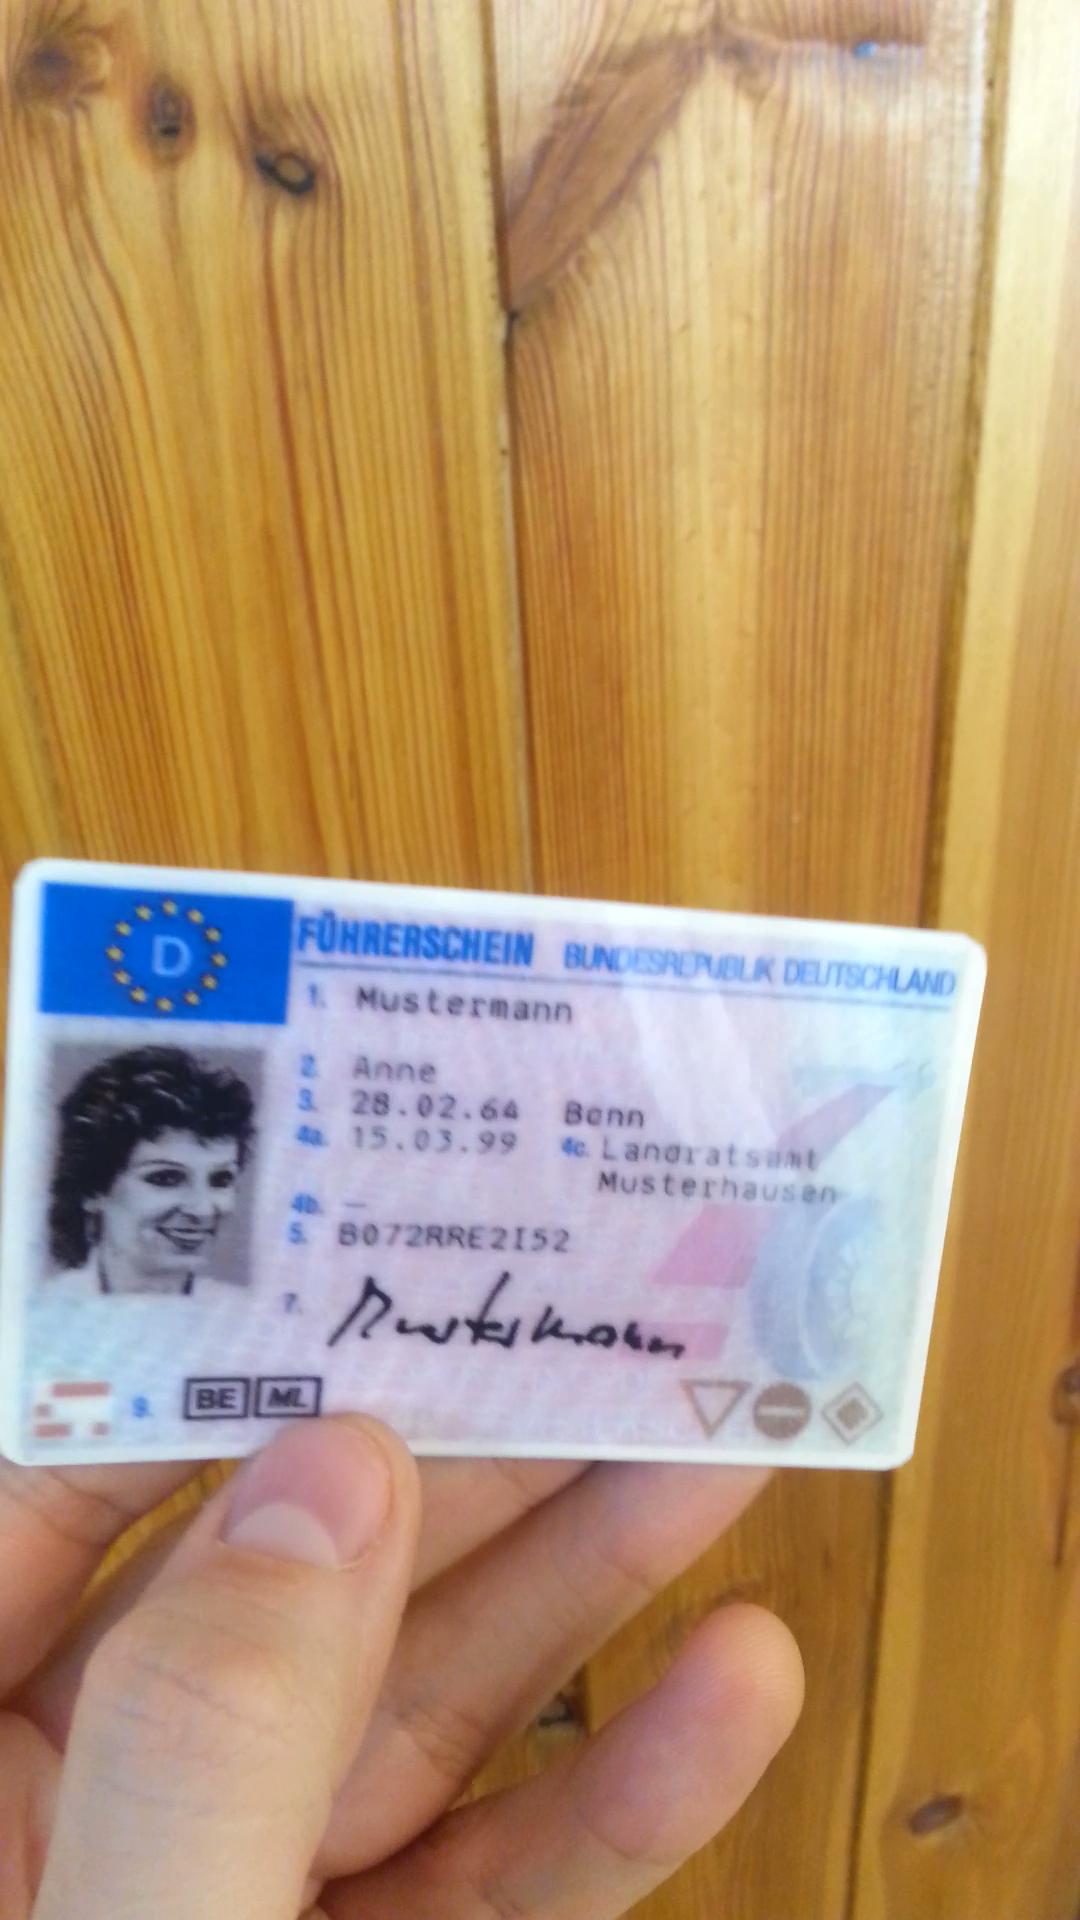 D
FÜHRERSCHEIN BUNDESREPUBLIK DEUTSCHLAND
1. Mustermann
2. Anne
3. 28.02.64 Bonn
4a. 15.03.99 4c. Landratsamt
Musterhausen
4b. —
5. B072RRE2I52
7. Mustermann
9. BE ML